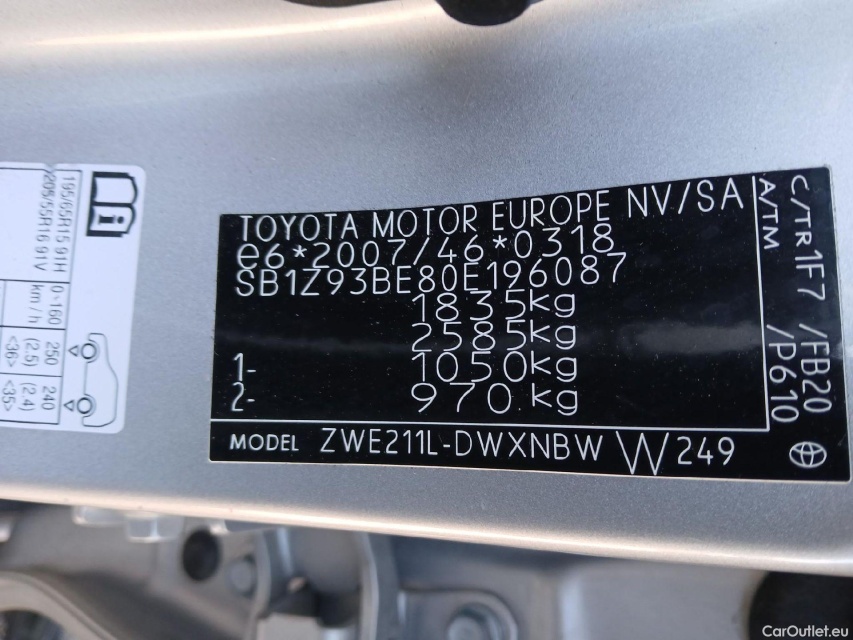 TOYOTA MOTOR EUROPE NV/SA
e6*2007/46*0318
SB1Z93BE80E196087
1835kg
2585kg
1- 1050kg
2- 970kg
C/TR 1F7 /FB20
A/TM /P610
MODEL ZWE211L-DWXNBW W249
195/65R15 91H
205/55R16 91V
0-160
km/h
250
(2.5)
<36>
240
(2.4)
<35>
CarOutlet.eu